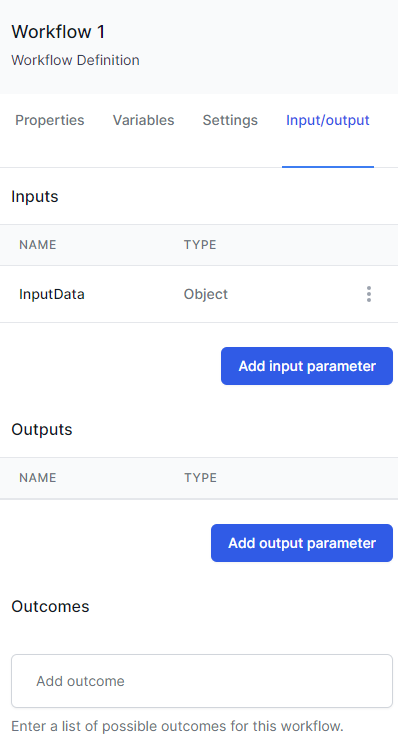 Workflow 1
Workflow Definition
Properties Variables Settings Input/output
Inputs
NAME TYPE
InputData Object
Add input parameter
Outputs
NAME TYPE
Add output parameter
Outcomes
Add outcome
Enter a list of possible outcomes for this workflow.